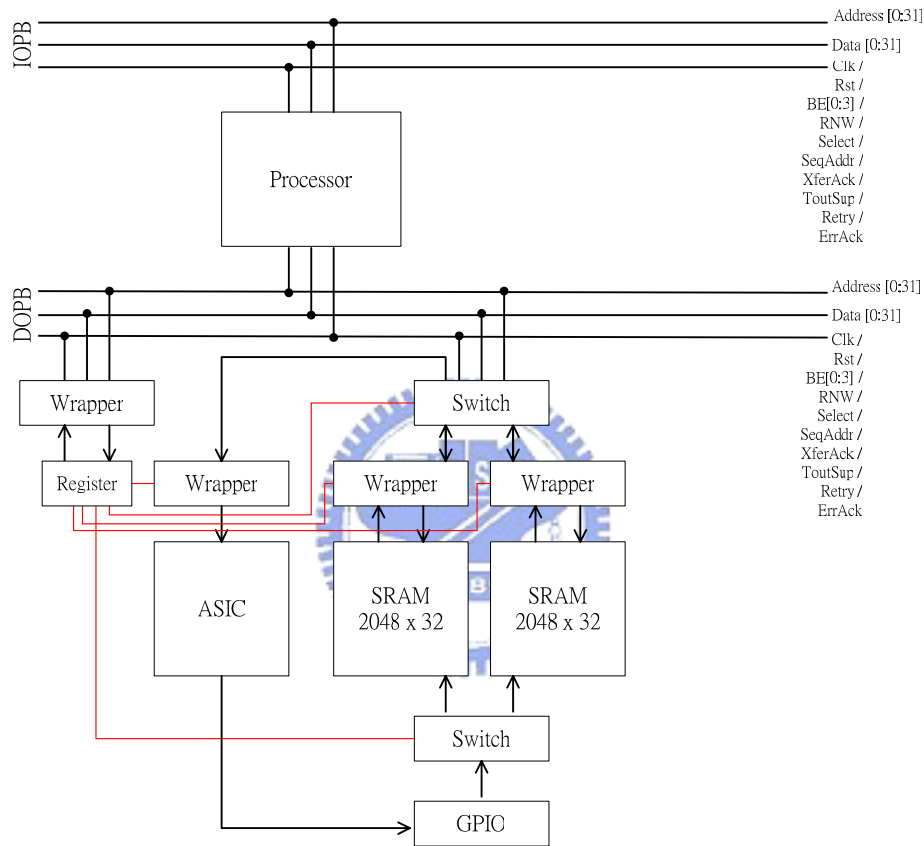 IOPB
Address [0:31]
Data [0:31]
Clk /
Rst /
BE[0:3] /
RNW /
Select /
SeqAddr /
XferAck /
ToutSup /
Retry /
ErrAck
Processor
DOPB
Address [0:31]
Data [0:31]
Clk /
Rst /
BE[0:3] /
RNW /
Select /
SeqAddr /
XferAck /
ToutSup /
Retry /
ErrAck
Wrapper
Switch
Register
Wrapper
Wrapper
Wrapper
ASIC
SRAM
2048 x 32
SRAM
2048 x 32
Switch
GPIO